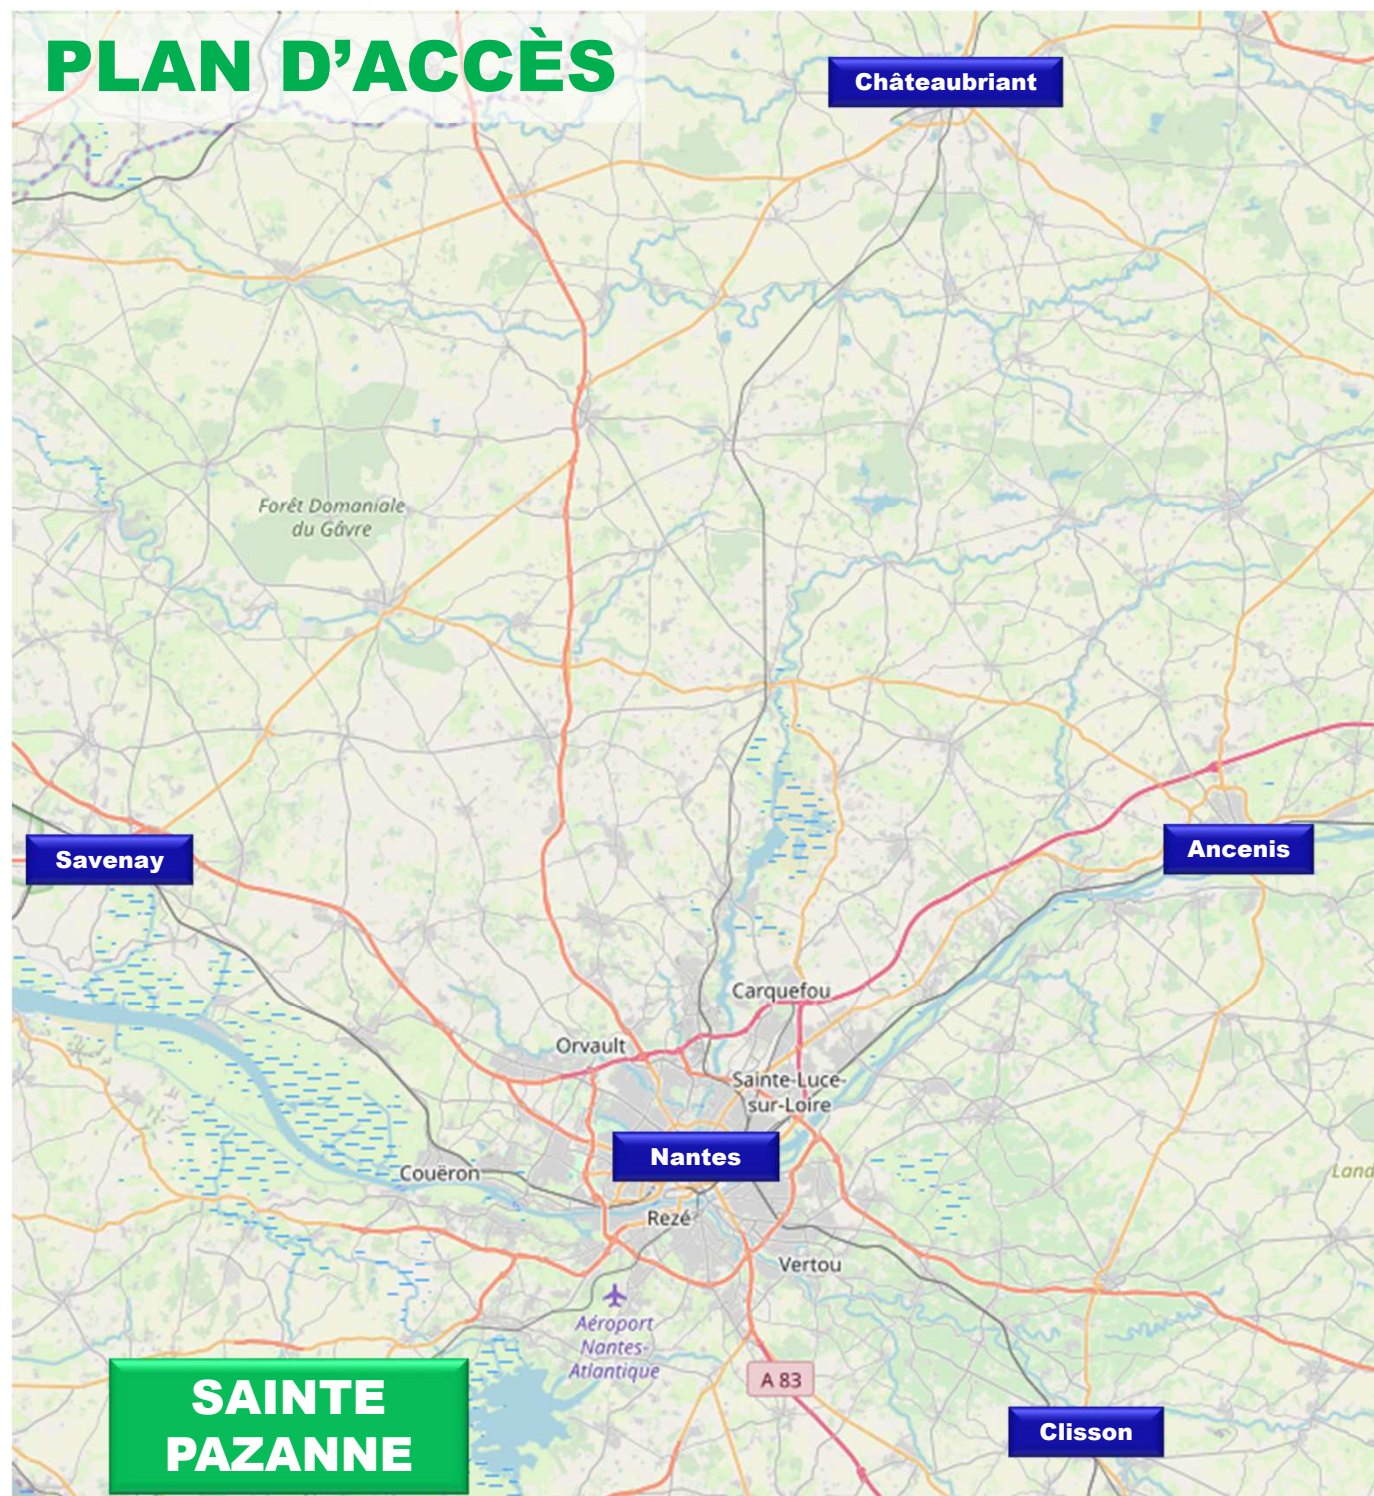 PLAN D’ACCÈS
Châteaubriant
Forêt Domaniale
du Gâvre
Savenay
Ancenis
Carquefou
Orvault
Sainte-Luce-
sur-Loire
Nantes
Couëron
Land
Rezé
Vertou
Aéroport
Nantes-
Atlantique
A 83
SAINTE
PAZANNE
Clisson